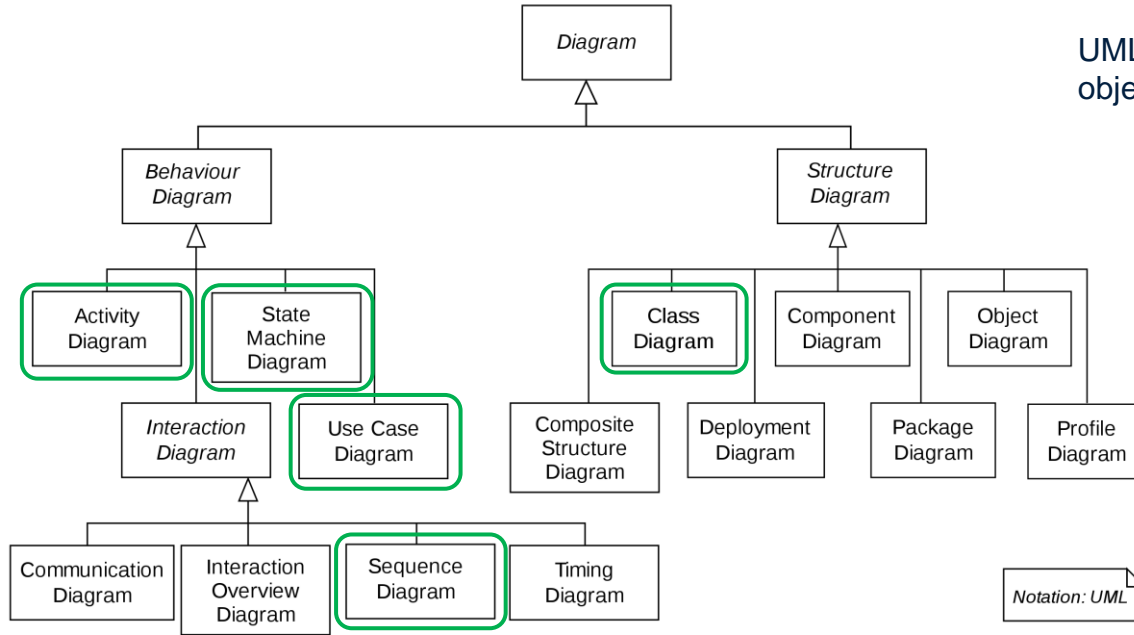 Diagram
UML
obje
Behaviour
Diagram
Structure
Diagram
Activity
Diagram
State
Machine
Diagram
Class
Diagram
Component
Diagram
Object
Diagram
Interaction
Diagram
Use Case
Diagram
Composite
Structure
Diagram
Deployment
Diagram
Package
Diagram
Profile
Diagram
Communication
Diagram
Interaction
Overview
Diagram
Sequence
Diagram
Timing
Diagram
Notation: UML